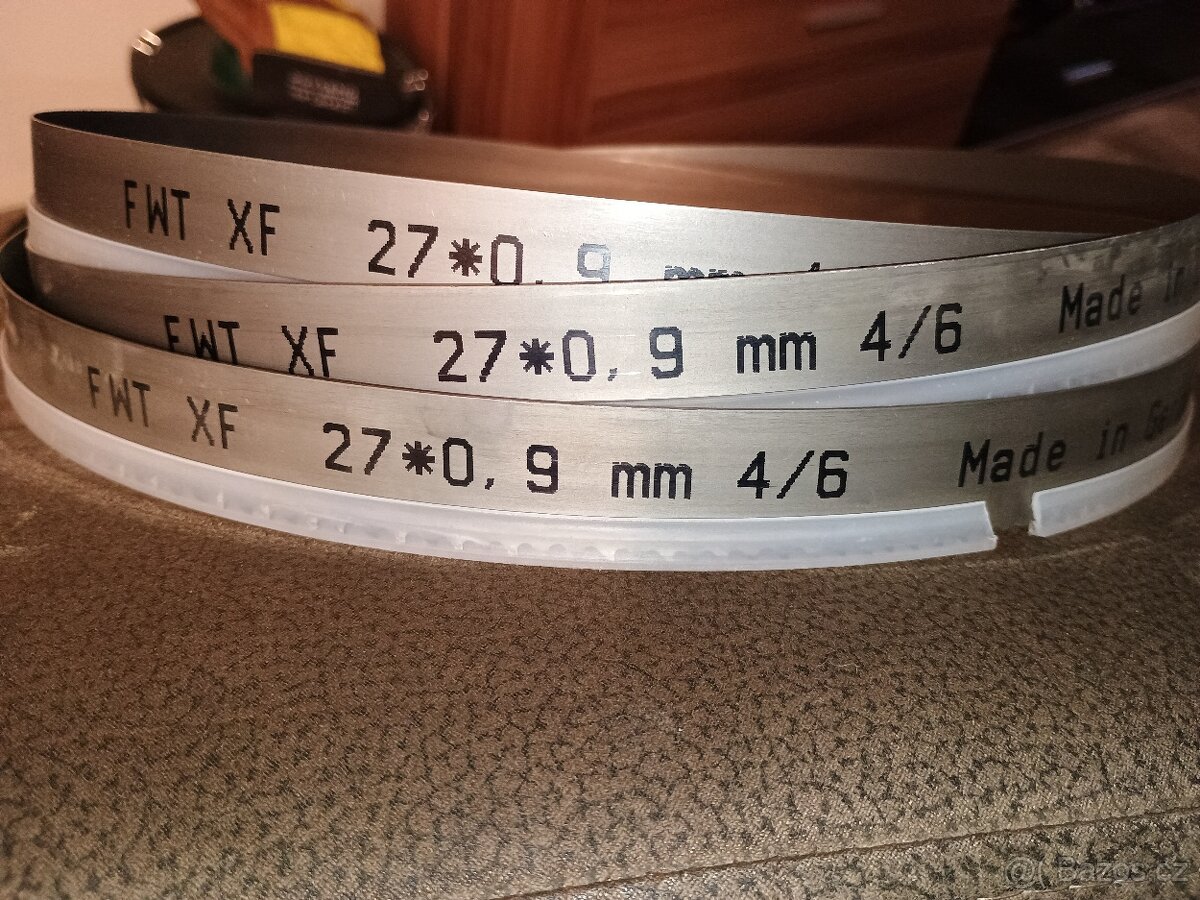 FWT XF 27*0,9 mm
FWT XF 27*0,9 mm 4/6 Made in
FWT XF 27*0,9 mm 4/6 Made in
Bazos.cz